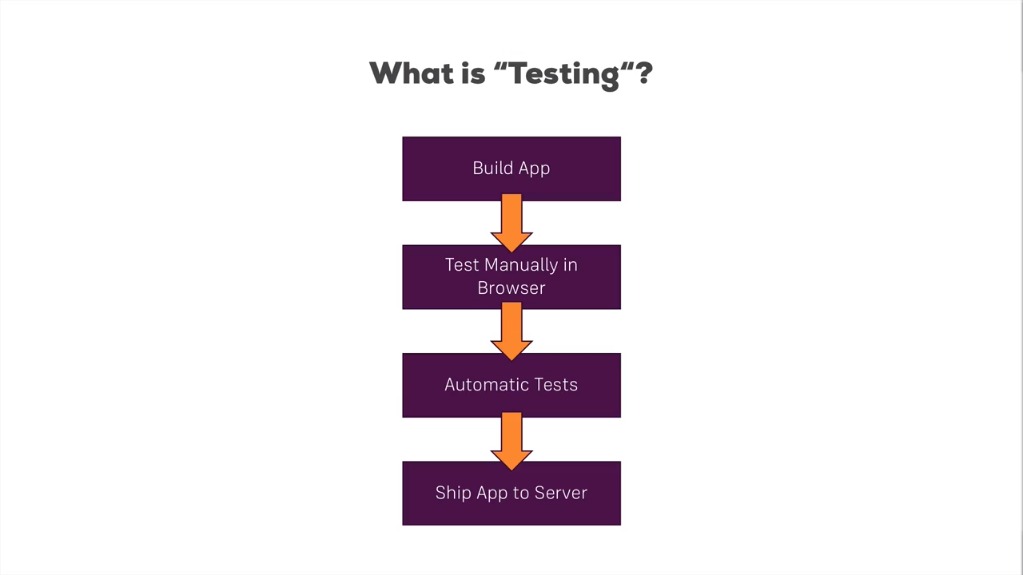 What is “Testing“?
Build App
Test Manually in
Browser
Automatic Tests
Ship App to Server